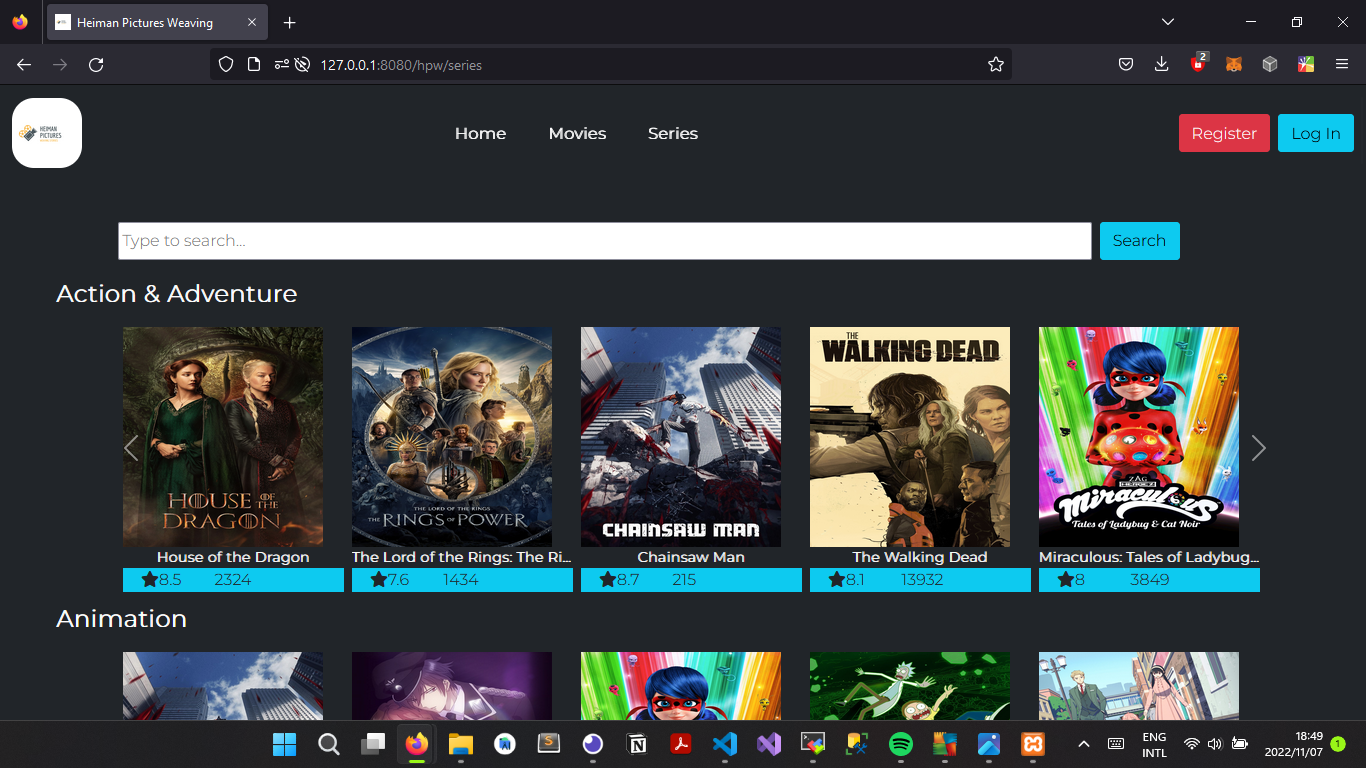 Heiman Pictures Weaving
2
127.0.0.1:8080/hpw/series
HEIMAN
PICTURES
Home
Movies
Series
Register
Log In
Type to search...
Search
Action & Adventure
HOUSE OF THE
DRAGON
THE LORD OF THE RINGS
THE RINGS OF POWER
CHAINSAW MAN
THE
WALKING DEAD
ZAG
HEROEZ
Miraculous
Tales of Ladybug & Cat Noir
House of the Dragon
The Lord of the Rings: The Ri...
Chainsaw Man
The Walking Dead
Miraculous: Tales of Ladybug...
8.5 2324
7.6 1434
8.7 215
8.1 13932
8 3849
Animation
ENG
INTL
18:49
2022/11/07
1